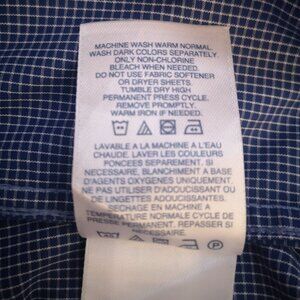 MACHINE WASH WARM NORMAL.
WASH DARK COLORS SEPARATELY.
ONLY NON-CHLORINE
BLEACH WHEN NEEDED.
DO NOT USE FABRIC SOFTENER
OR DRYER SHEETS.
TUMBLE DRY HIGH
PERMANENT PRESS CYCLE.
REMOVE PROMPTLY.
WARM IRON IF NEEDED.
LAVABLE A LA MACHINE A L'EAU
CHAUDE. LAVER LES COULEURS
FONCEES SEPAREMENT, SI
NECESSAIRE, BLANCHIMENT A BASE
D'AGENTS OXYGENES UNIQUEMENT.
NE PAS UTILISER D'ADOUCISSANT OU
DE LINGETTES ADOUCISSANTES.
SECHAGE EN MACHINE A
TEMPERATURE NORMALE CYCLE DE
PRESSAGE PERMANENT. REPASSER SI
NECESSAIRE.
P